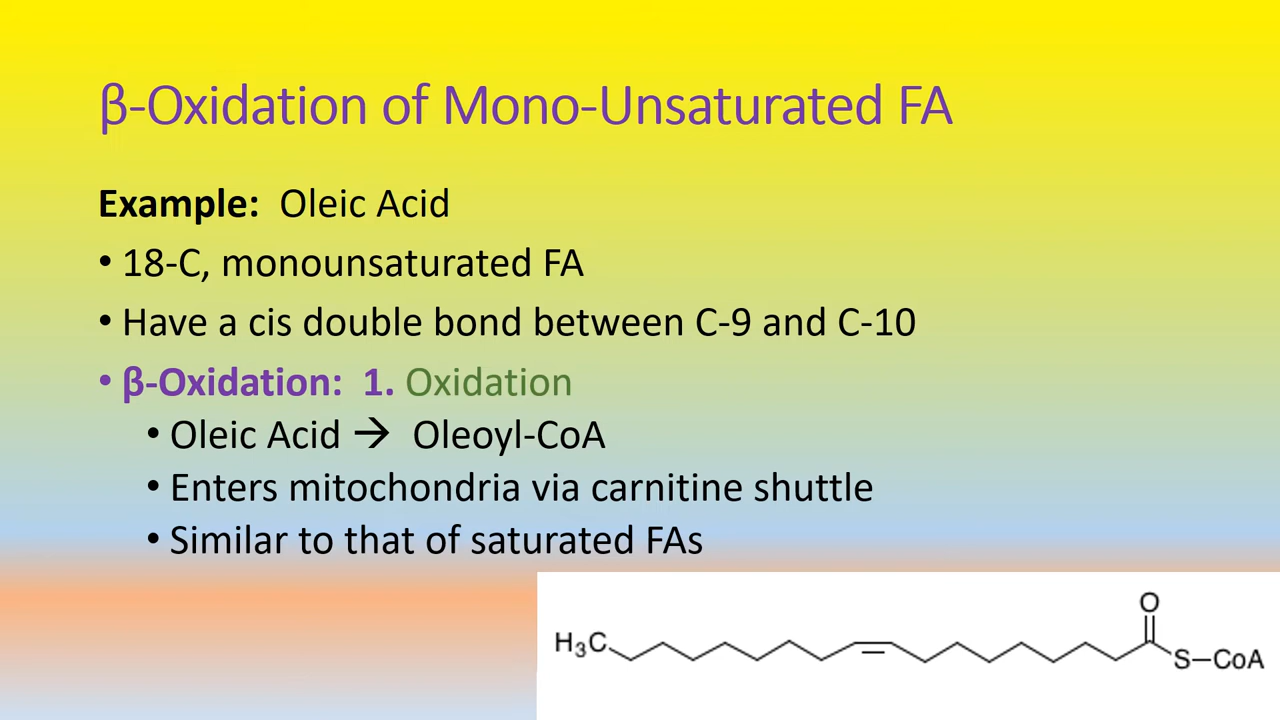 β-Oxidation of Mono-Unsaturated FA
Example: Oleic Acid
• 18-C, monounsaturated FA
• Have a cis double bond between C-9 and C-10
• β-Oxidation: 1. Oxidation
• Oleic Acid → Oleoyl-CoA
• Enters mitochondria via carnitine shuttle
• Similar to that of saturated FAs
O
H₃C
S–CoA